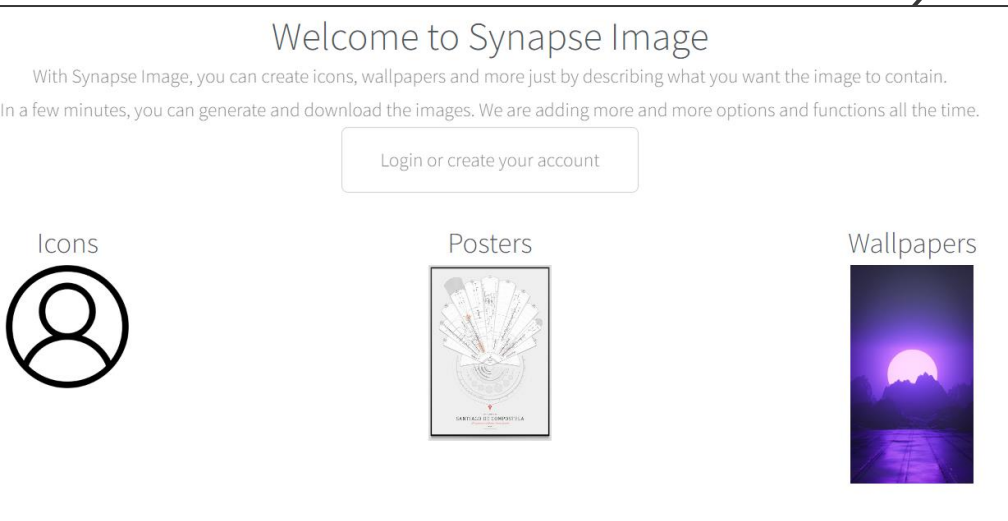 Welcome to Synapse Image
With Synapse Image, you can create icons, wallpapers and more just by describing what you want the image to contain.
In a few minutes, you can generate and download the images. We are adding more and more options and functions all the time.
Login or create your account
Icons
Posters
Wallpapers
SANTIAGO DE COMPOSTELA